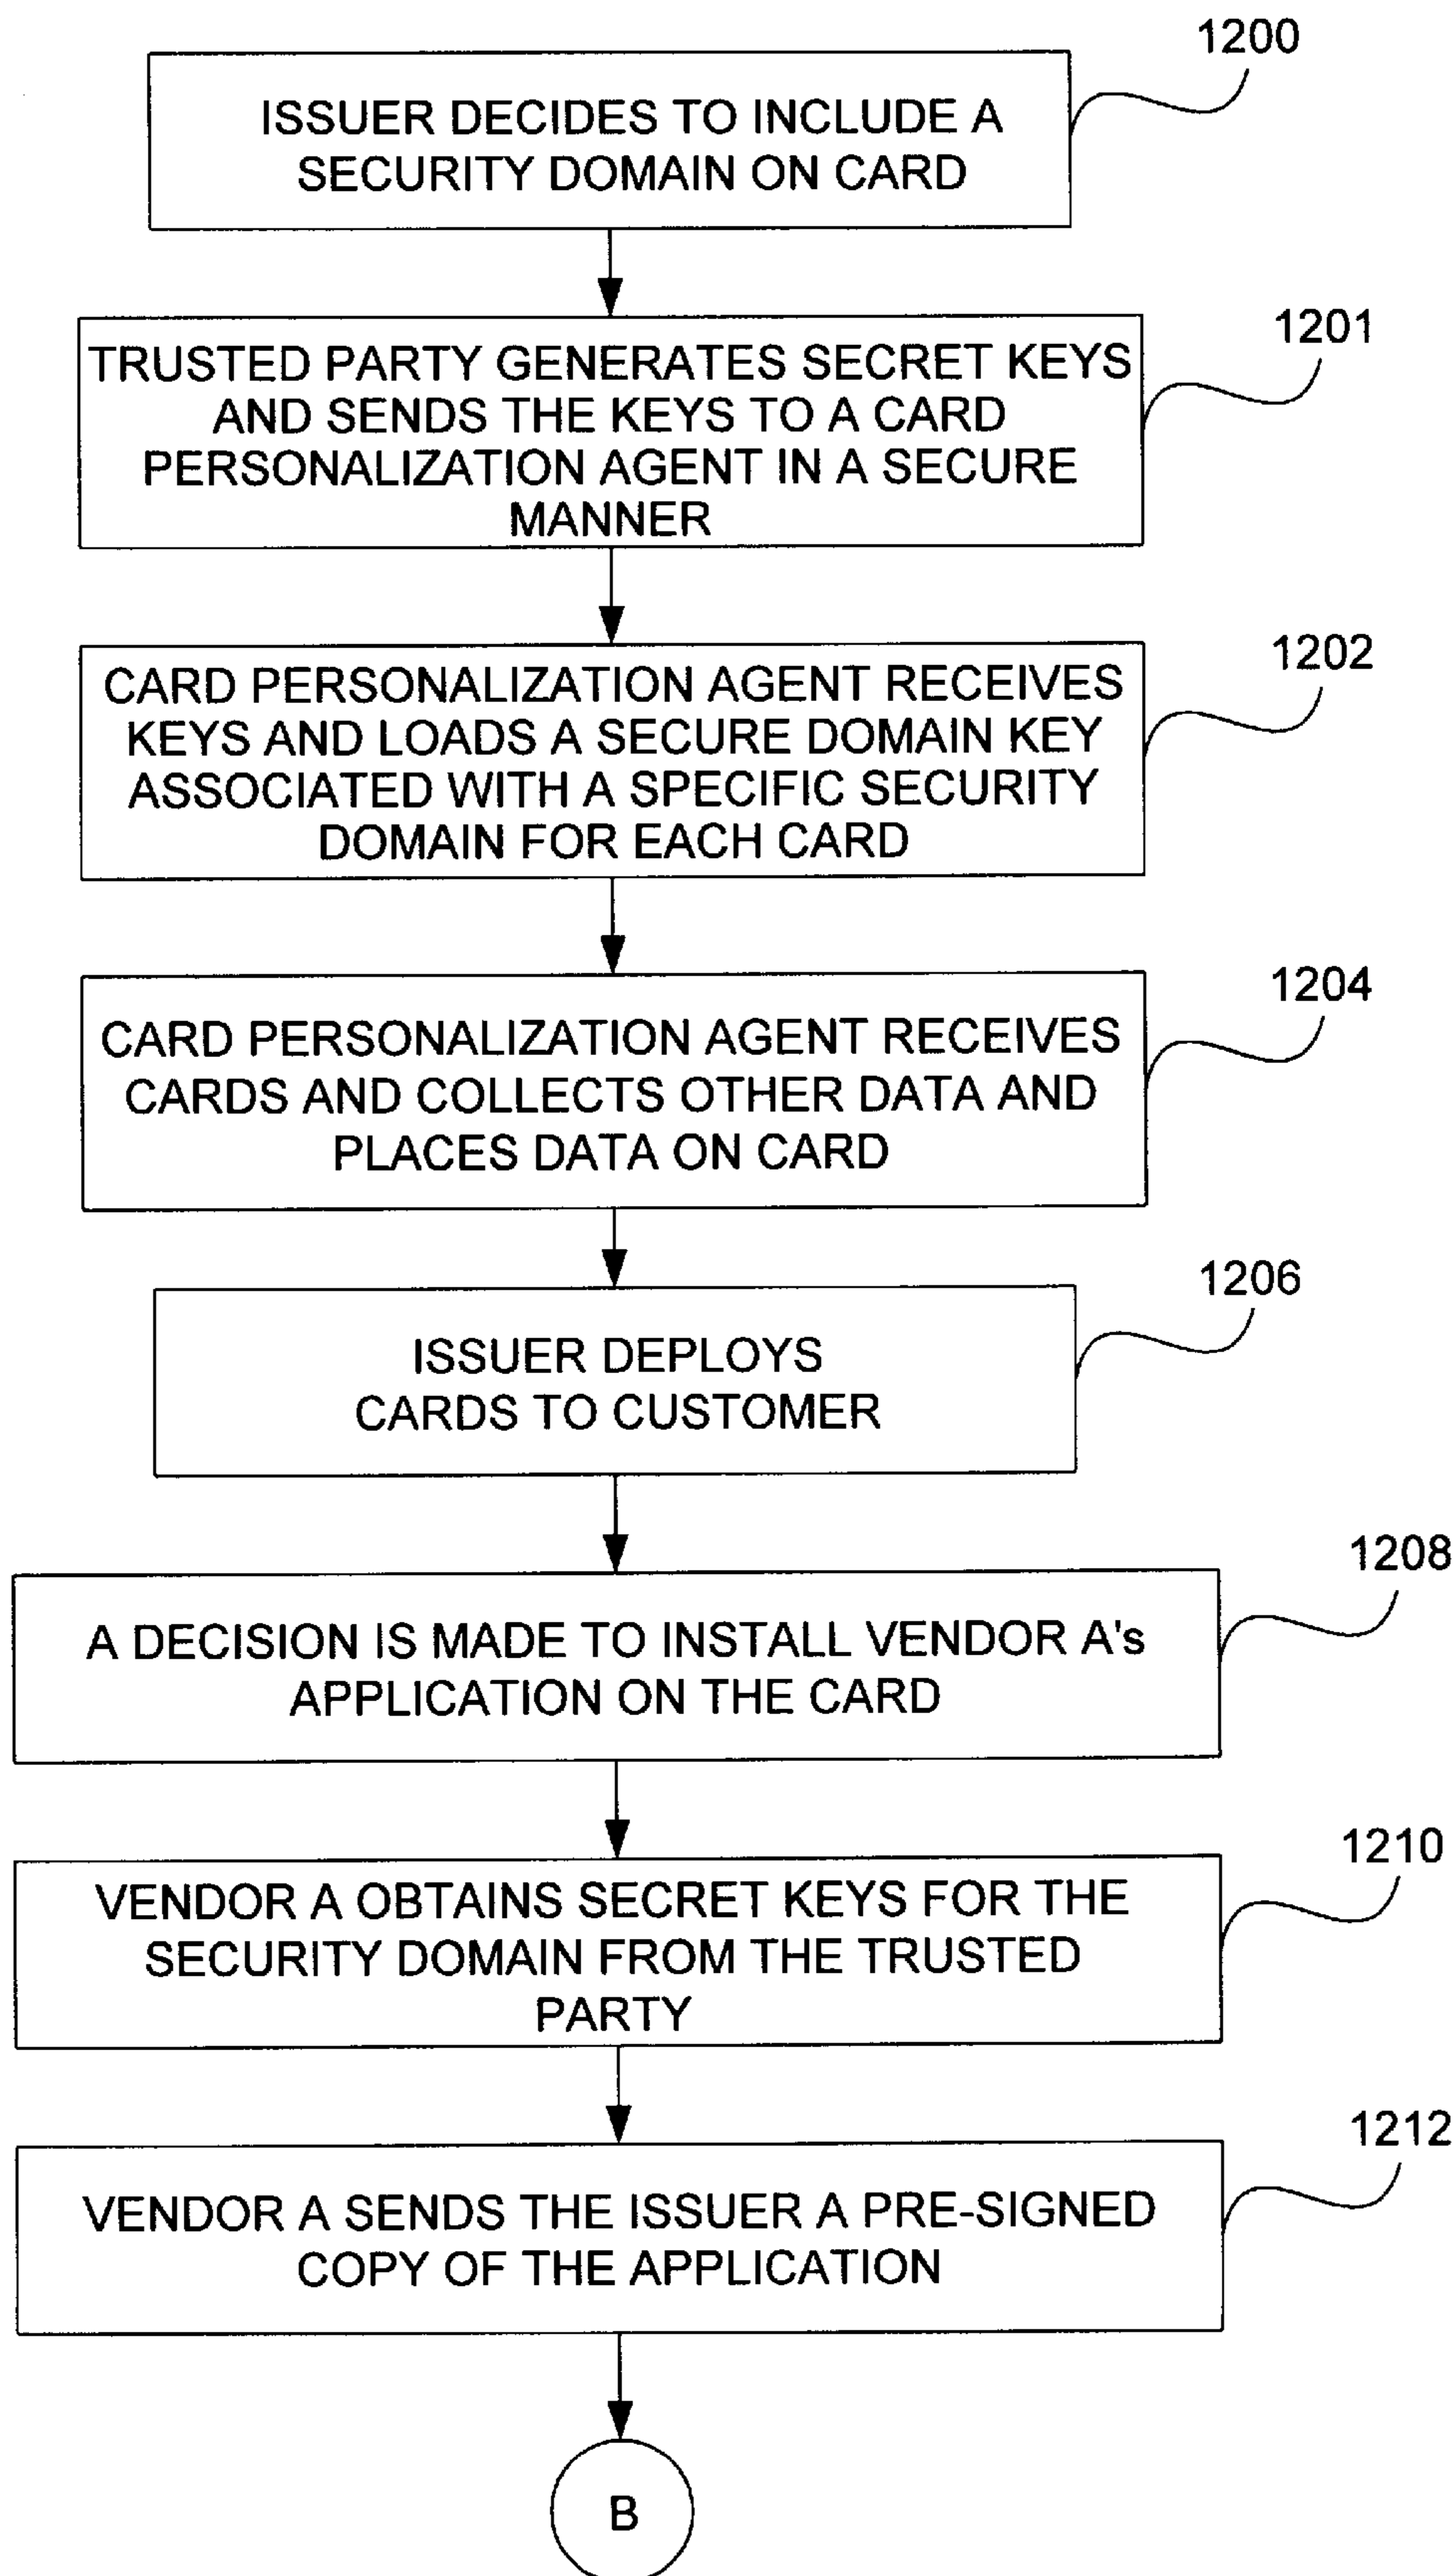 1200
ISSUER DECIDES TO INCLUDE A
SECURITY DOMAIN ON CARD
1201
TRUSTED PARTY GENERATES SECRET KEYS
AND SENDS THE KEYS TO A CARD
PERSONALIZATION AGENT IN A SECURE
MANNER
1202
CARD PERSONALIZATION AGENT RECEIVES
KEYS AND LOADS A SECURE DOMAIN KEY
ASSOCIATED WITH A SPECIFIC SECURITY
DOMAIN FOR EACH CARD
1204
CARD PERSONALIZATION AGENT RECEIVES
CARDS AND COLLECTS OTHER DATA AND
PLACES DATA ON CARD
1206
ISSUER DEPLOYS
CARDS TO CUSTOMER
1208
A DECISION IS MADE TO INSTALL VENDOR A's
APPLICATION ON THE CARD
1210
VENDOR A OBTAINS SECRET KEYS FOR THE
SECURITY DOMAIN FROM THE TRUSTED
PARTY
1212
VENDOR A SENDS THE ISSUER A PRE-SIGNED
COPY OF THE APPLICATION
B